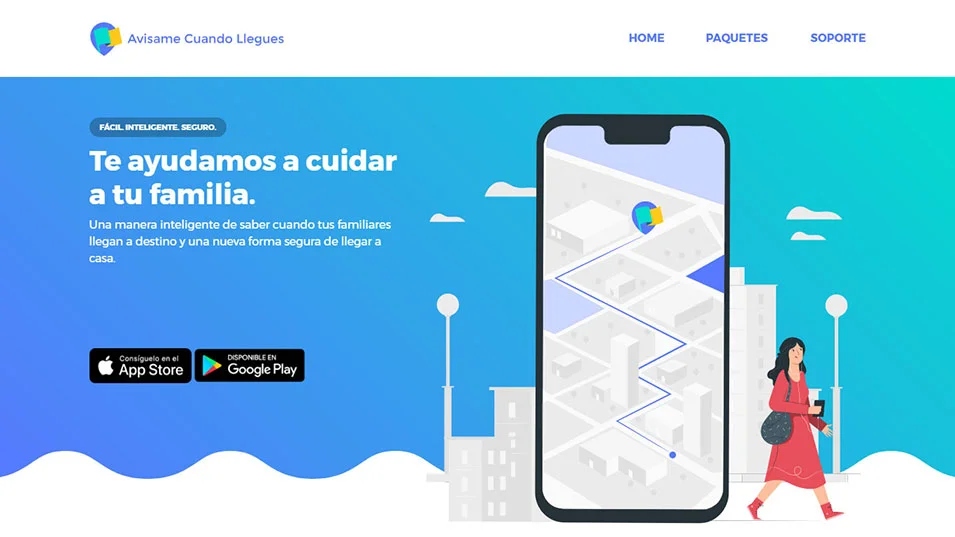 Avisame Cuando Llegues
HOME
PAQUETES
SOPORTE
FÁCIL. INTELIGENTE. SEGURO.
Te ayudamos a cuidar
a tu familia.
Una manera inteligente de saber cuando tus familiares
llegan a destino y una nueva forma segura de llegar a
casa.
Consíguelo en el
App Store
DISPONIBLE EN
Google Play